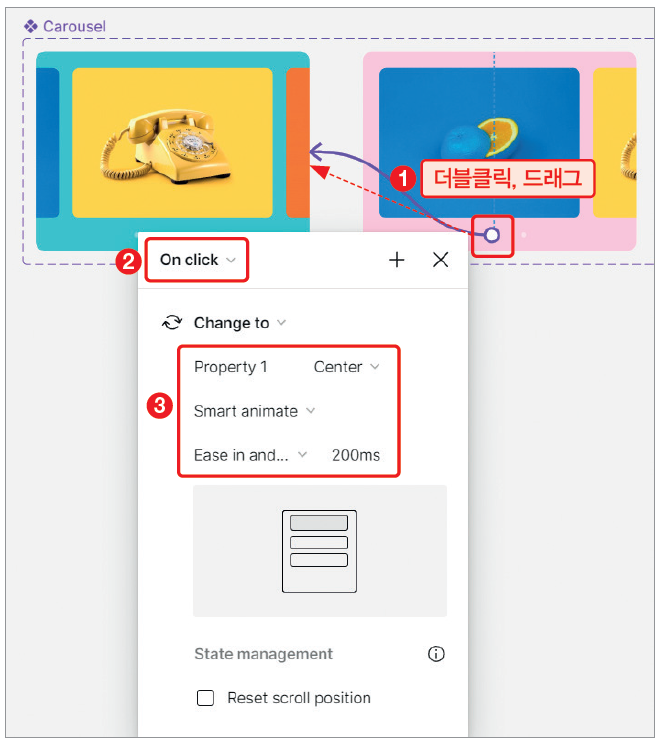 Carousel
1 더블클릭, 드래그
2 On click
Change to
3
Property 1 Center
Smart animate
Ease in and... 200ms
State management
Reset scroll position